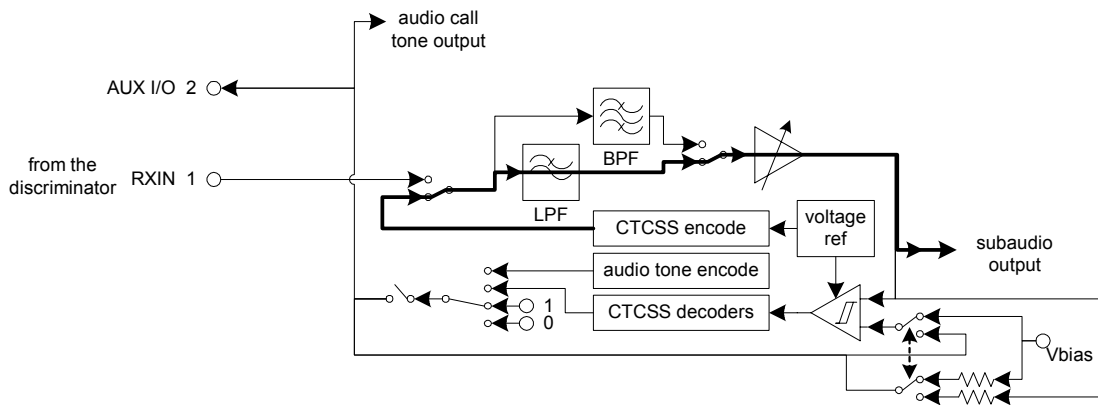 audio call
tone output
AUX I/O 2
from the
discriminator
RXIN 1
BPF
LPF
CTCSS encode
voltage
ref
subaudio
output
audio tone encode
CTCSS decoders
1
0
Vbias